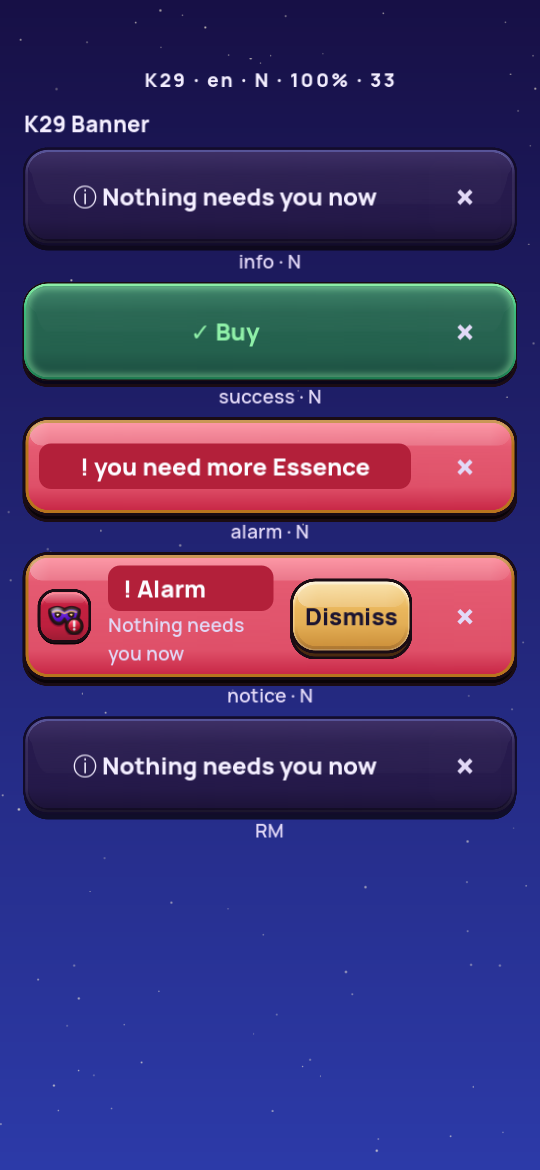 K29 · en · N · 100% · 33
K29 Banner
ⓘ Nothing needs you now ×
info · N
✓ Buy ×
success · N
! you need more Essence ×
alarm · N
! Alarm
Nothing needs
you now
Dismiss ×
notice · N
ⓘ Nothing needs you now ×
RM